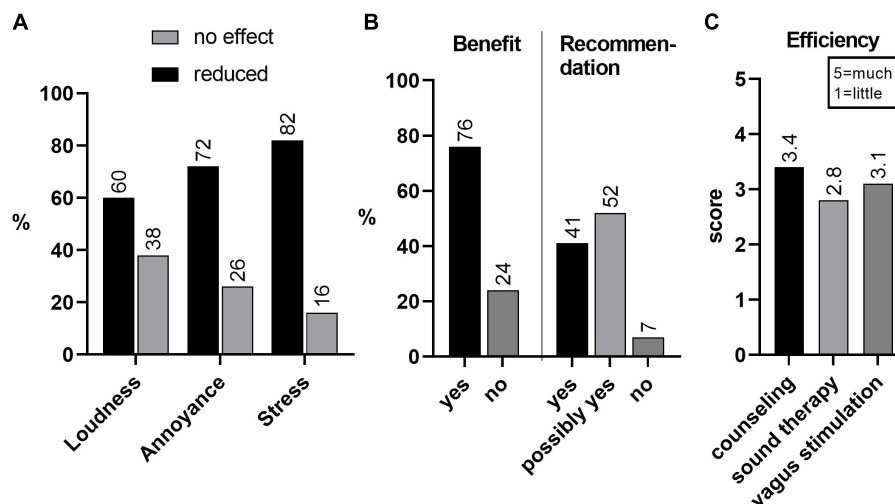 A
no effect
reduced
100
80
60
40
20
0
%
60
38
72
26
82
16
Loudness
Annoyance
Stress
B
Benefit
Recommen-
dation
100
80
60
40
20
0
%
76
24
41
52
7
yes
no
yes
possibly yes
no
C
Efficiency
5=much
1=little
5
4
3
2
1
0
score
3.4
2.8
3.1
counseling
sound therapy
vagus stimulation